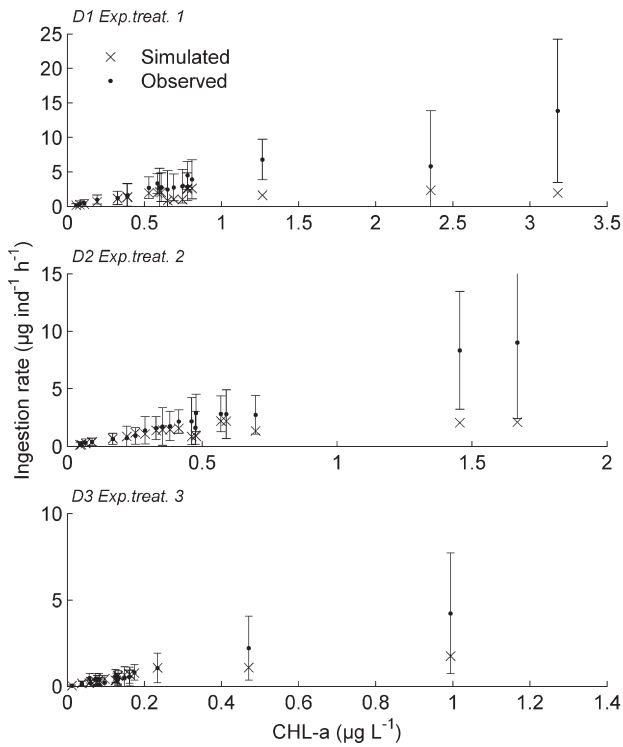 D1 Exp.treat. 1
25
20
15
10
5
0
× Simulated
• Observed
0 0.5 1 1.5 2 2.5 3 3.5
D2 Exp.treat. 2
15
10
5
0
0 0.5 1 1.5 2
Ingestion rate (µg ind⁻¹ h⁻¹)
D3 Exp.treat. 3
10
5
0
0 0.2 0.4 0.6 0.8 1 1.2 1.4
CHL-a (µg L⁻¹)